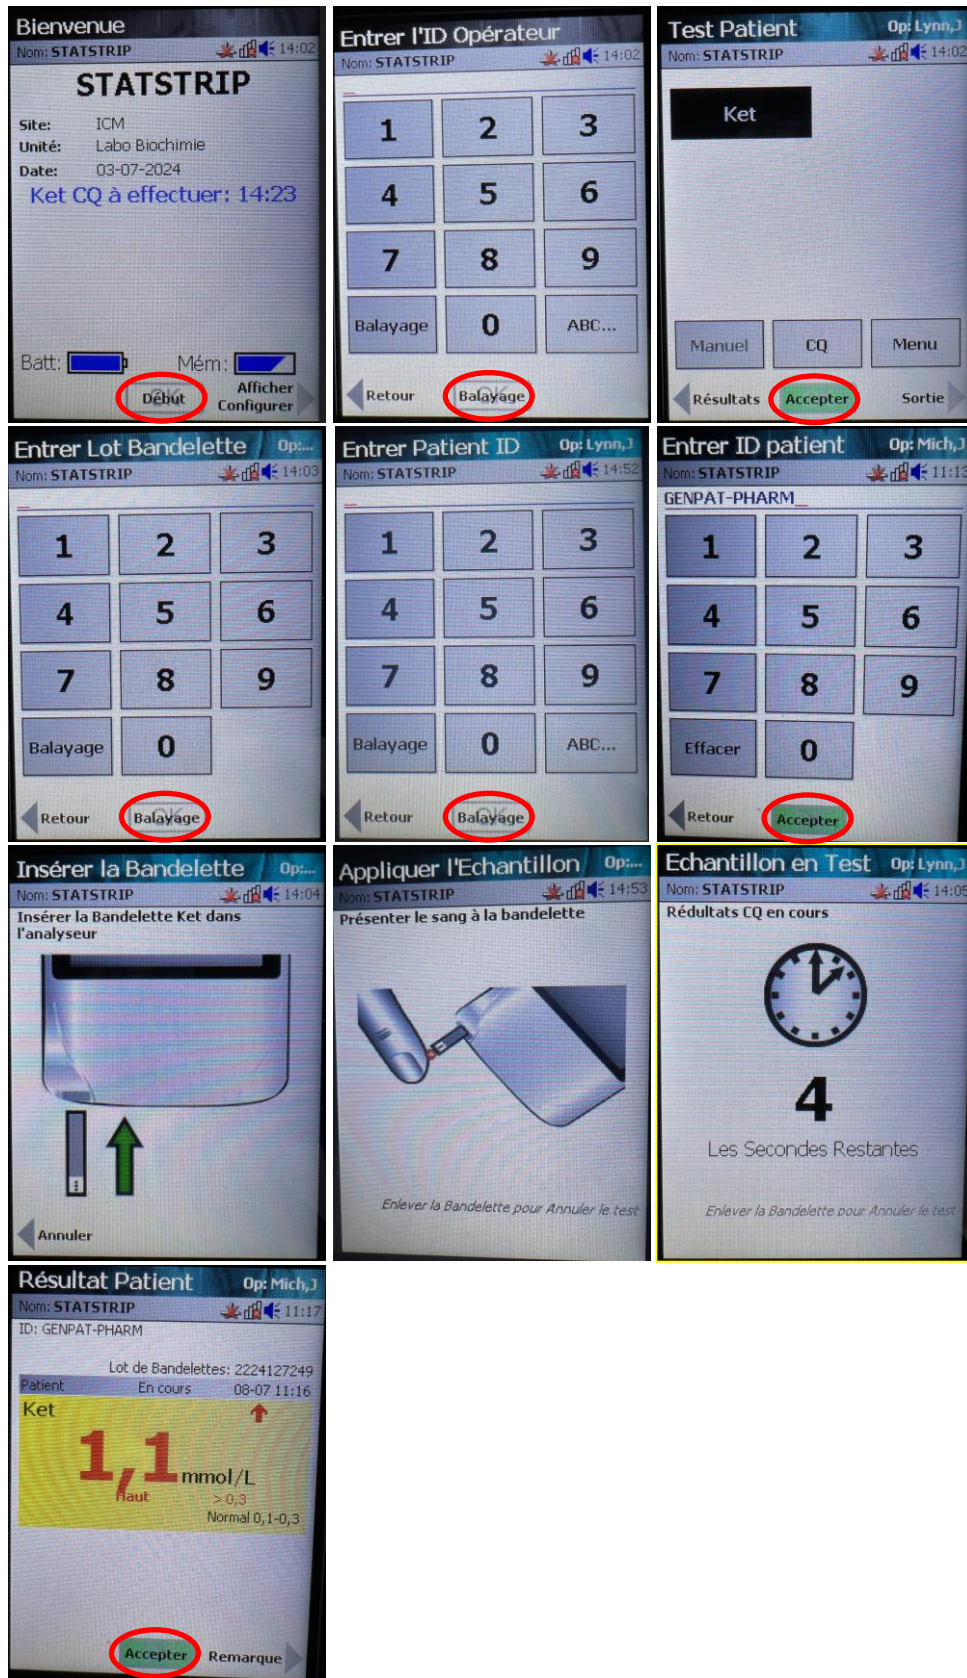 Bienvenue
Nom: STATSTRIP 14:02
STATSTRIP
Site: ICM
Unité: Labo Biochimie
Date: 03-07-2024
Ket CQ à effectuer: 14:23
Batt: Mém:
Début
Afficher
Configurer
Entrer l'ID Opérateur
Nom: STATSTRIP 14:02
1 2 3
4 5 6
7 8 9
Balayage 0 ABC...
Retour Balayage
Test Patient Op: Lynn,J
Nom: STATSTRIP 14:02
Ket
Manuel CQ Menu
Résultats Accepter Sortie
Entrer Lot Bandelette Op:...
Nom: STATSTRIP 14:03
1 2 3
4 5 6
7 8 9
Balayage 0
Retour Balayage
Entrer Patient ID Op: Lynn,J
Nom: STATSTRIP 14:52
1 2 3
4 5 6
7 8 9
Balayage 0 ABC...
Retour Balayage
Entrer ID patient Op: Mich,J
Nom: STATSTRIP 11:13
GENPAT-PHARM_
1 2 3
4 5 6
7 8 9
Effacer 0
Retour Accepter
Insérer la Bandelette Op:...
Nom: STATSTRIP 14:04
Insérer la Bandelette Ket dans
l'analyseur
Annuler
Appliquer l'Echantillon Op:...
Nom: STATSTRIP 14:53
Présenter le sang à la bandelette
Enlever la Bandelette pour Annuler le test
Echantillon en Test Op: Lynn,J
Nom: STATSTRIP 14:05
Rédultats CQ en cours
4
Les Secondes Restantes
Enlever la Bandelette pour Annuler le test
Résultat Patient Op: Mich,J
Nom: STATSTRIP 11:17
ID: GENPAT-PHARM
Lot de Bandelettes: 2224127249
Patient En cours 08-07 11:16
Ket
1,1 mmol/L
Haut > 0,3
Normal 0,1-0,3
Accepter Remarque